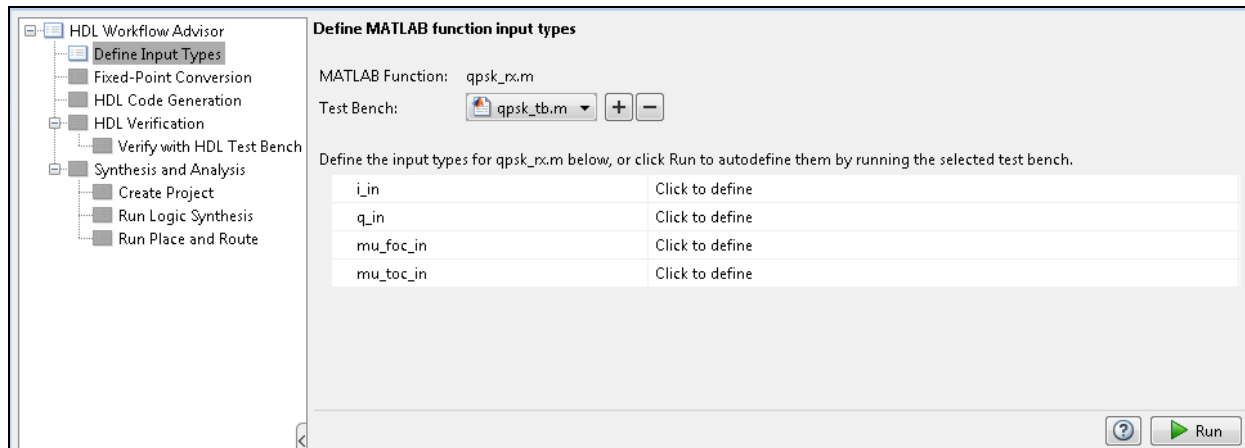 HDL Workflow Advisor
Define Input Types
Fixed-Point Conversion
HDL Code Generation
HDL Verification
Verify with HDL Test Bench
Synthesis and Analysis
Create Project
Run Logic Synthesis
Run Place and Route
Define MATLAB function input types
MATLAB Function: qpsk_rx.m
Test Bench: qpsk_tb.m
Define the input types for qpsk_rx.m below, or click Run to autodefine them by running the selected test bench.
i_in Click to define
q_in Click to define
mu_foc_in Click to define
mu_toc_in Click to define
Run